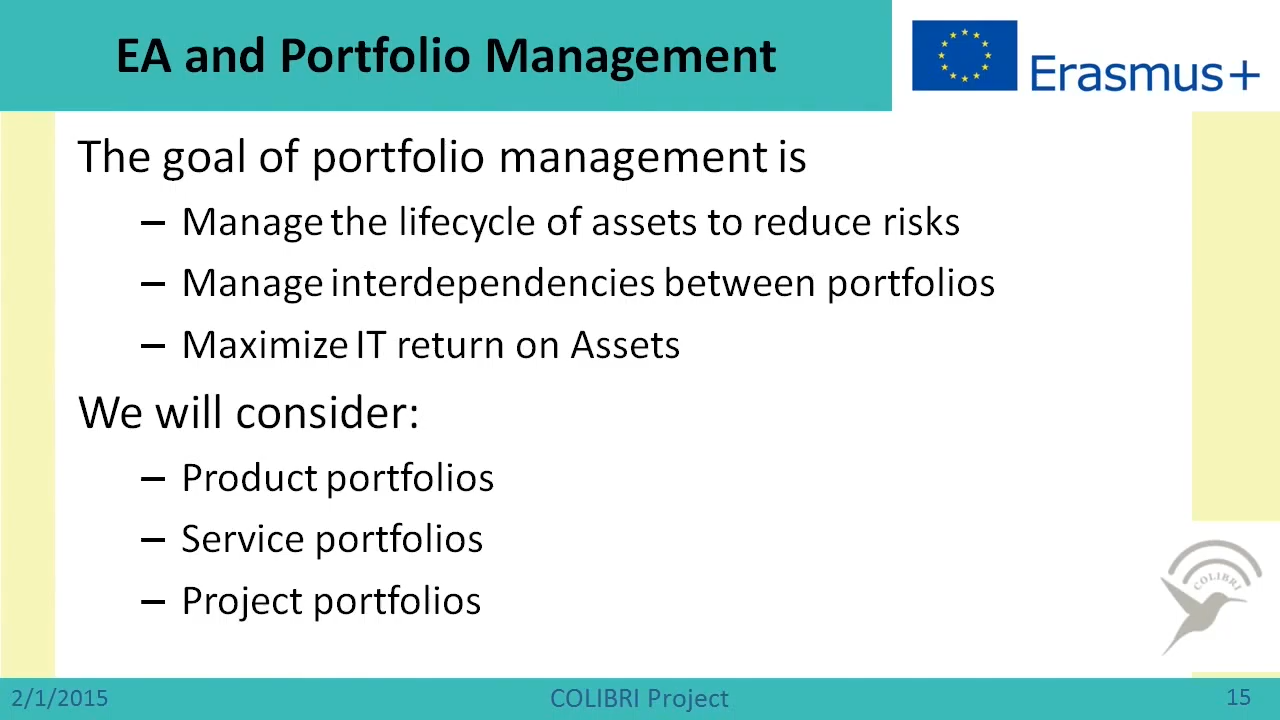 EA and Portfolio Management
Erasmus+
The goal of portfolio management is
– Manage the lifecycle of assets to reduce risks
– Manage interdependencies between portfolios
– Maximize IT return on Assets
We will consider:
– Product portfolios
– Service portfolios
– Project portfolios
COLIBRI
2/1/2015
COLIBRI Project
15